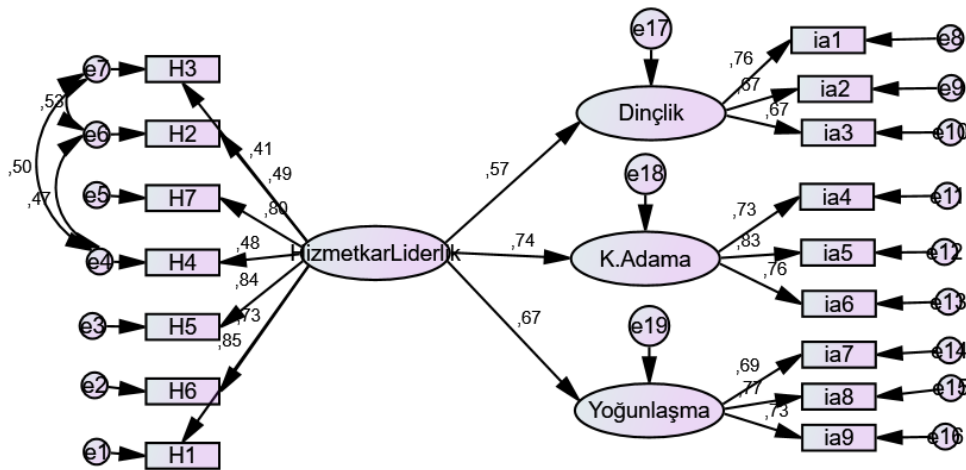 e17
e7
H3
ia1
e8
,76
,53
,67
ia2
e9
e6
H2
Dinçlik
,67
ia3
e10
,41
,50
,49
,57
e18
e5
H7
,73
ia4
e11
,47
,80
,48
HizmetkarLiderlik
,74
K.Adama
,83
ia5
e12
e4
H4
,84
,76
ia6
e13
,73
,67
e19
e3
H5
,85
,69
ia7
e14
e2
H6
,77
ia8
e15
Yoğunlaşma
,73
ia9
e16
e1
H1